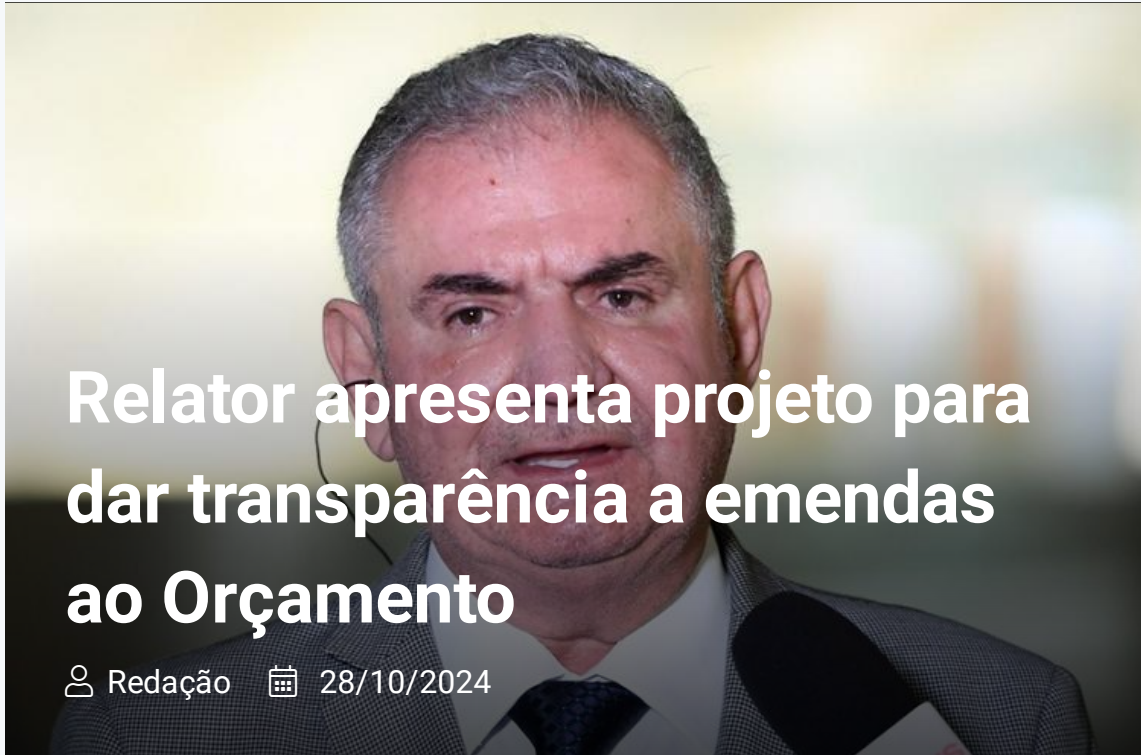 Relator apresenta projeto para
dar transparência a emendas
ao Orçamento
Redação 28/10/2024